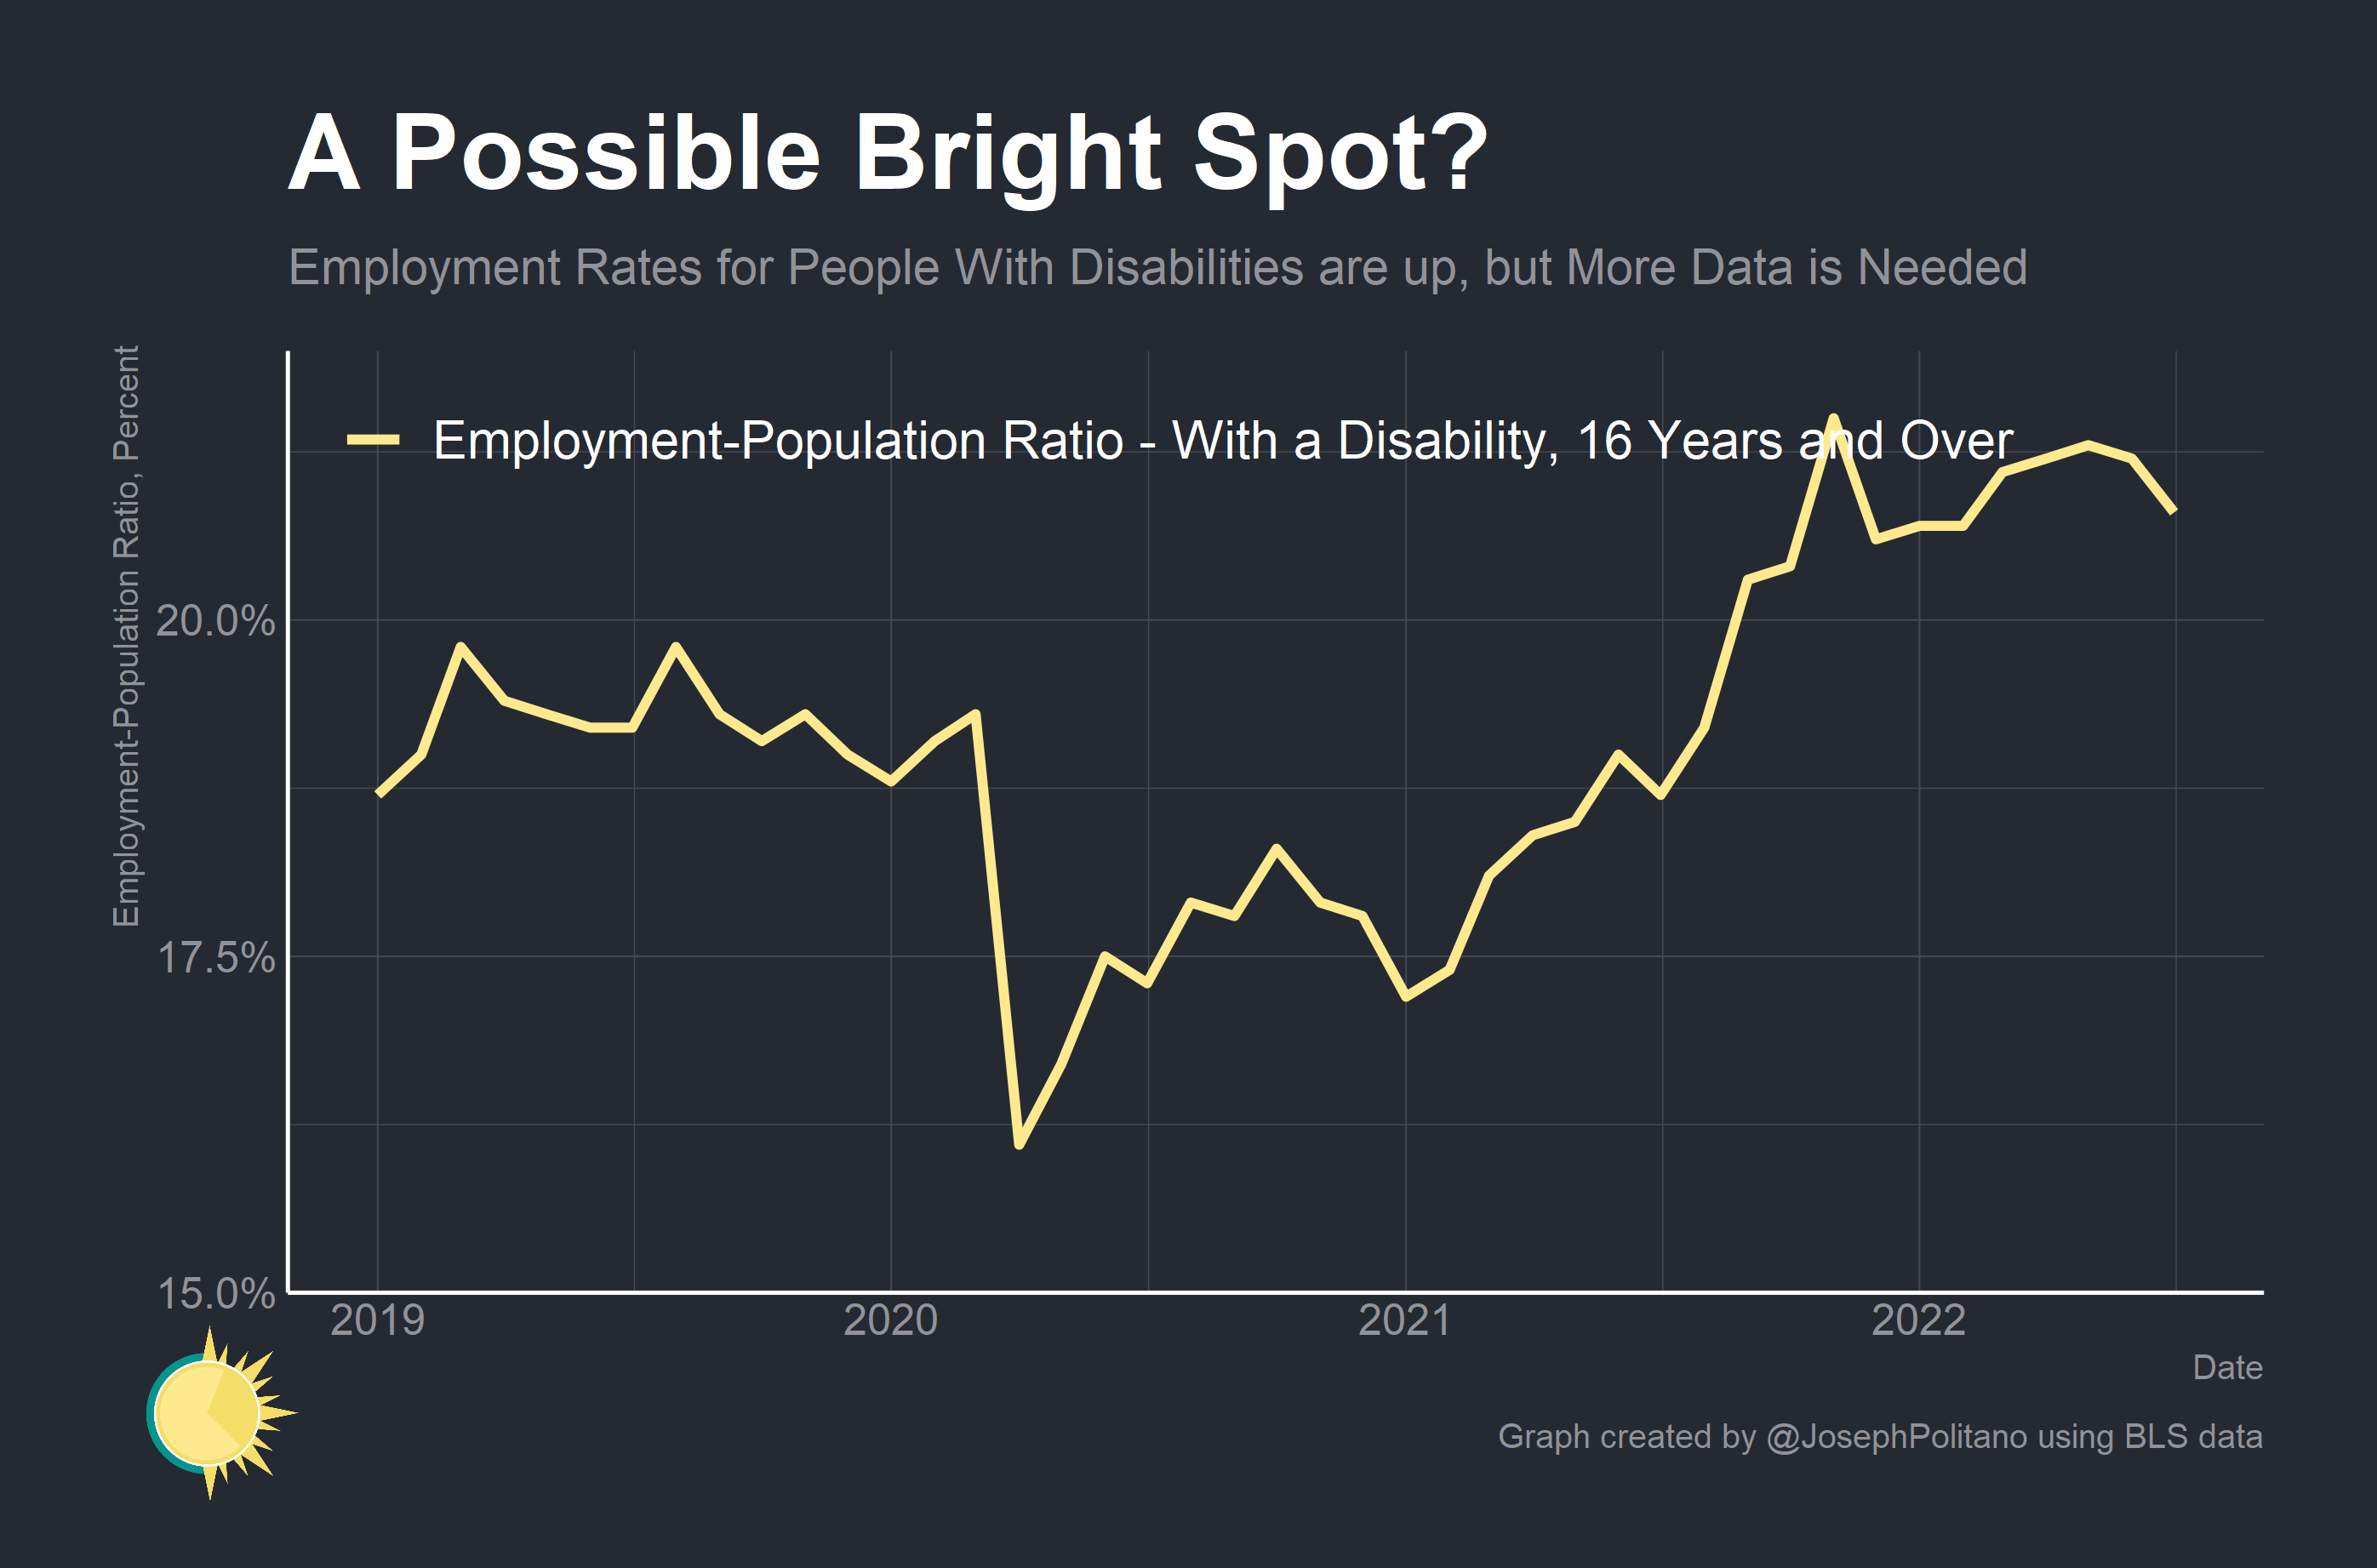 A Possible Bright Spot?
Employment Rates for People With Disabilities are up, but More Data is Needed
Employment-Population Ratio, Percent
Employment-Population Ratio - With a Disability, 16 Years and Over
20.0%
17.5%
15.0%
2019
2020
2021
2022
Date
Graph created by @JosephPolitano using BLS data